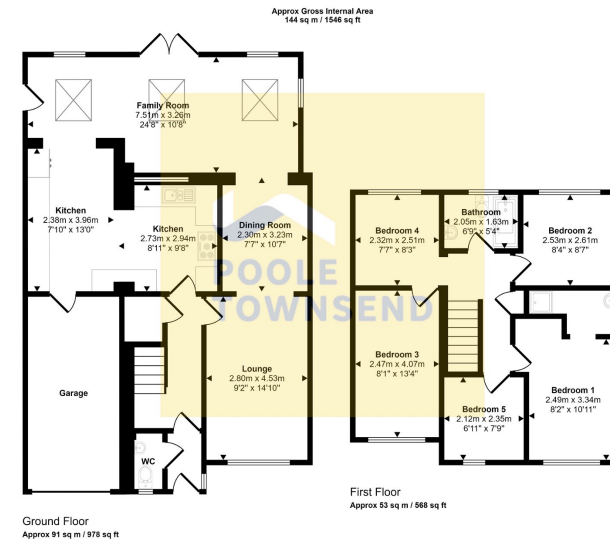 Approx Gross Internal Area
144 sq m / 1546 sq ft
Family Room
7.51m x 3.26m
24'8" x 10'8"
Kitchen
2.38m x 3.96m
7'10" x 13'0"
Kitchen
2.73m x 2.94m
8'11" x 9'8"
Dining Room
2.30m x 3.23m
7'7" x 10'7"
POOLE
TOWNSEND
Garage
Lounge
2.80m x 4.53m
9'2" x 14'10"
WC
Ground Floor
Approx 91 sq m / 978 sq ft
Bedroom 4
2.32m x 2.51m
7'7" x 8'3"
Bathroom
2.05m x 1.63m
6'9" x 5'4"
Bedroom 2
2.53m x 2.61m
8'4" x 8'7"
Bedroom 3
2.47m x 4.07m
8'1" x 13'4"
Bedroom 1
2.49m x 3.34m
8'2" x 10'11"
Bedroom 5
2.12m x 2.35m
6'11" x 7'9"
First Floor
Approx 53 sq m / 568 sq ft